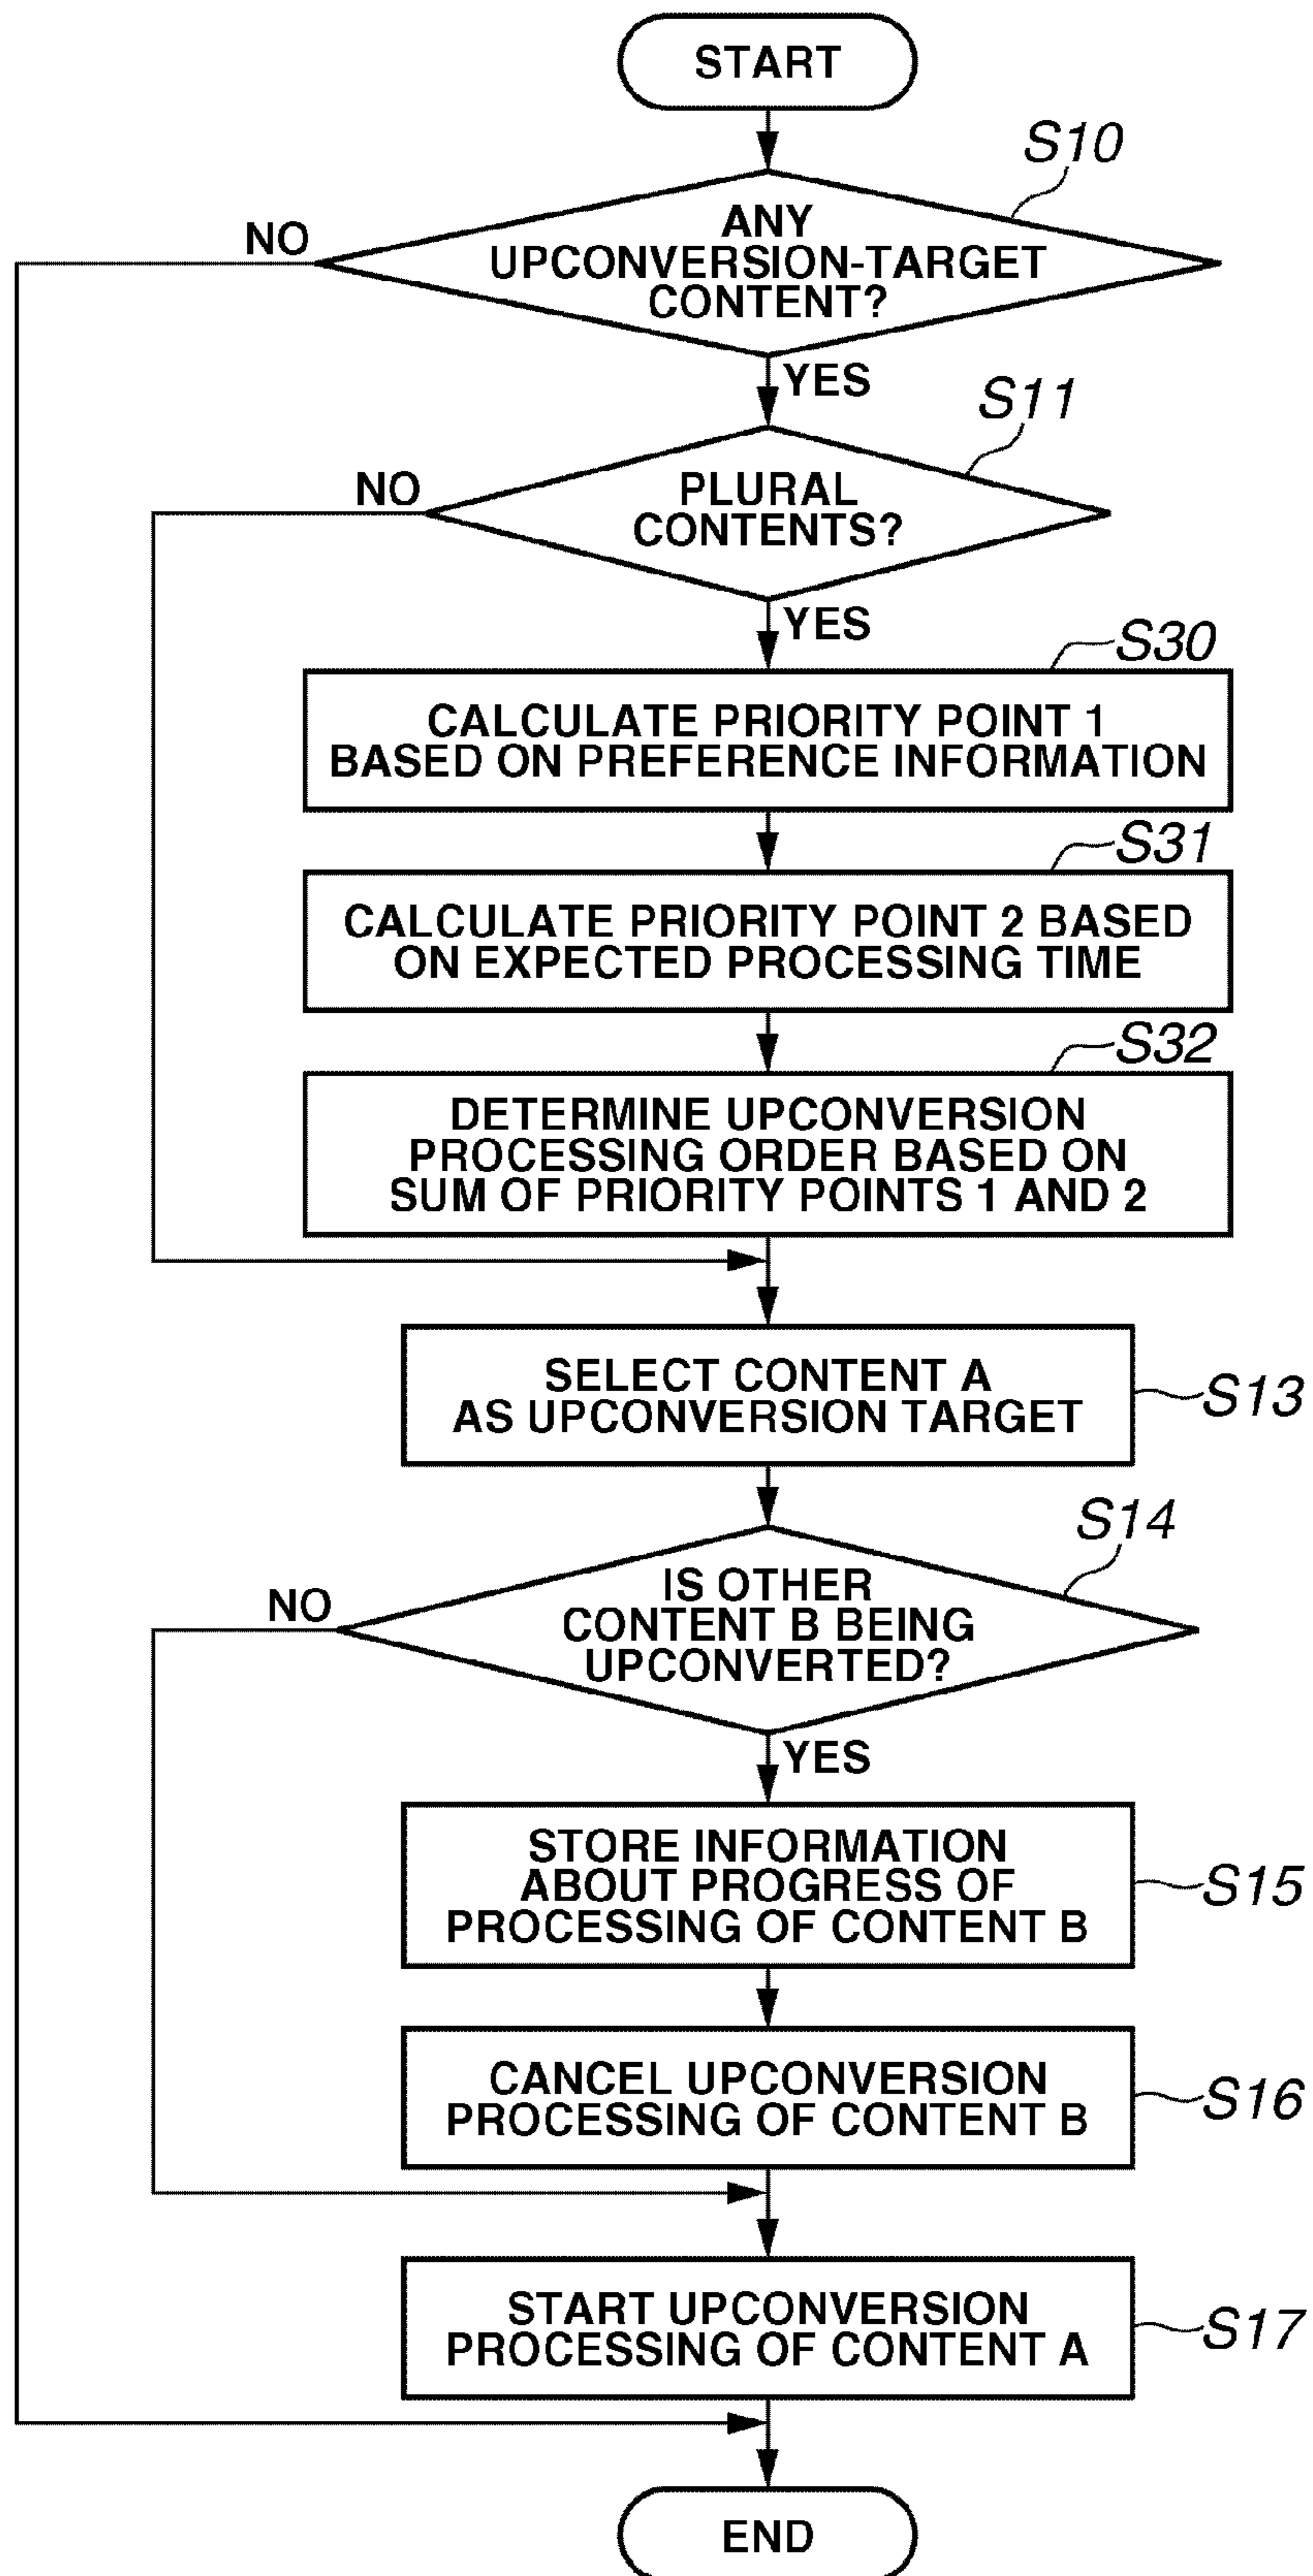 START
S10
ANY
UPCONVERSION-TARGET
CONTENT?
NO
YES
S11
PLURAL
CONTENTS?
NO
YES
S30
CALCULATE PRIORITY POINT 1
BASED ON PREFERENCE INFORMATION
S31
CALCULATE PRIORITY POINT 2 BASED
ON EXPECTED PROCESSING TIME
S32
DETERMINE UPCONVERSION
PROCESSING ORDER BASED ON
SUM OF PRIORITY POINTS 1 AND 2
SELECT CONTENT A
AS UPCONVERSION TARGET
S13
S14
IS OTHER
CONTENT B BEING
UPCONVERTED?
NO
YES
STORE INFORMATION
ABOUT PROGRESS OF
PROCESSING OF CONTENT B
S15
CANCEL UPCONVERSION
PROCESSING OF CONTENT B
S16
START UPCONVERSION
PROCESSING OF CONTENT A
S17
END